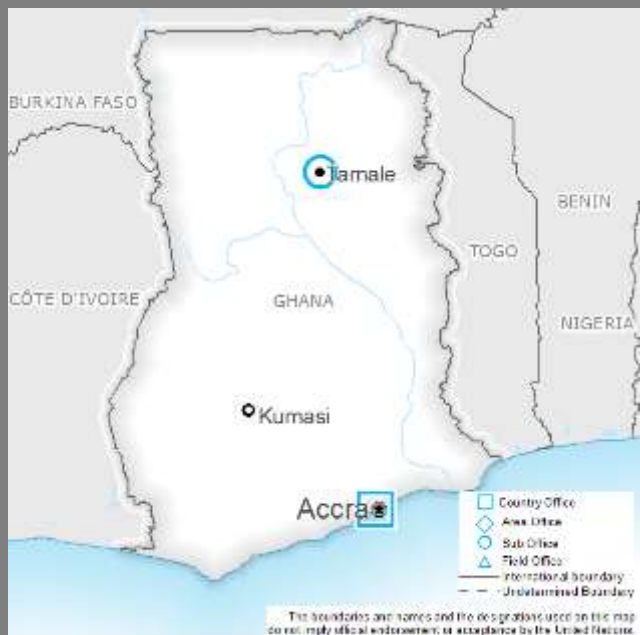 BURKINA FASO
Tamale
BENIN
TOGO
CÔTE D'IVOIRE
GHANA
NIGERIA
Kumasi
Accra
Country Office
Area Office
Sub Office
Field Office
International boundary
Undetermined Boundary
The boundaries and names and the designations used on this map
do not imply official endorsement or acceptance by the United Nations.